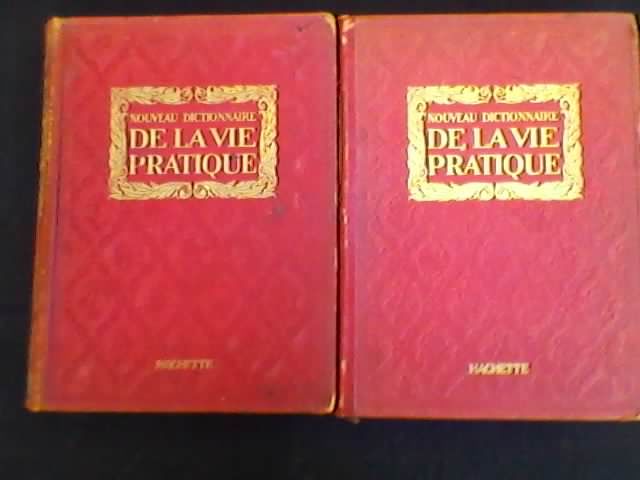 NOUVEAU DICTIONNAIRE
DE LA VIE
PRATIQUE
HACHETTE
NOUVEAU DICTIONNAIRE
DE LA VIE
PRATIQUE
HACHETTE